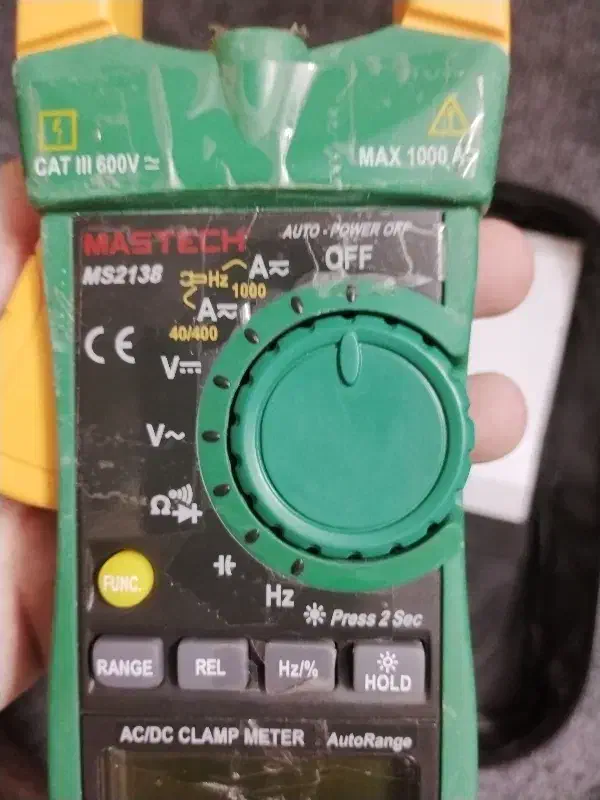 CAT III 600V ≃
MAX 1000 A
MASTECH
AUTO - POWER OFF
MS2138
OFF
Hz
A≂
1000
A≂
40/400
CE
V⎓
V~
Ω
FUNC.
Hz
Press 2 Sec
RANGE
REL
Hz/%
HOLD
AC/DC CLAMP METER
AutoRange